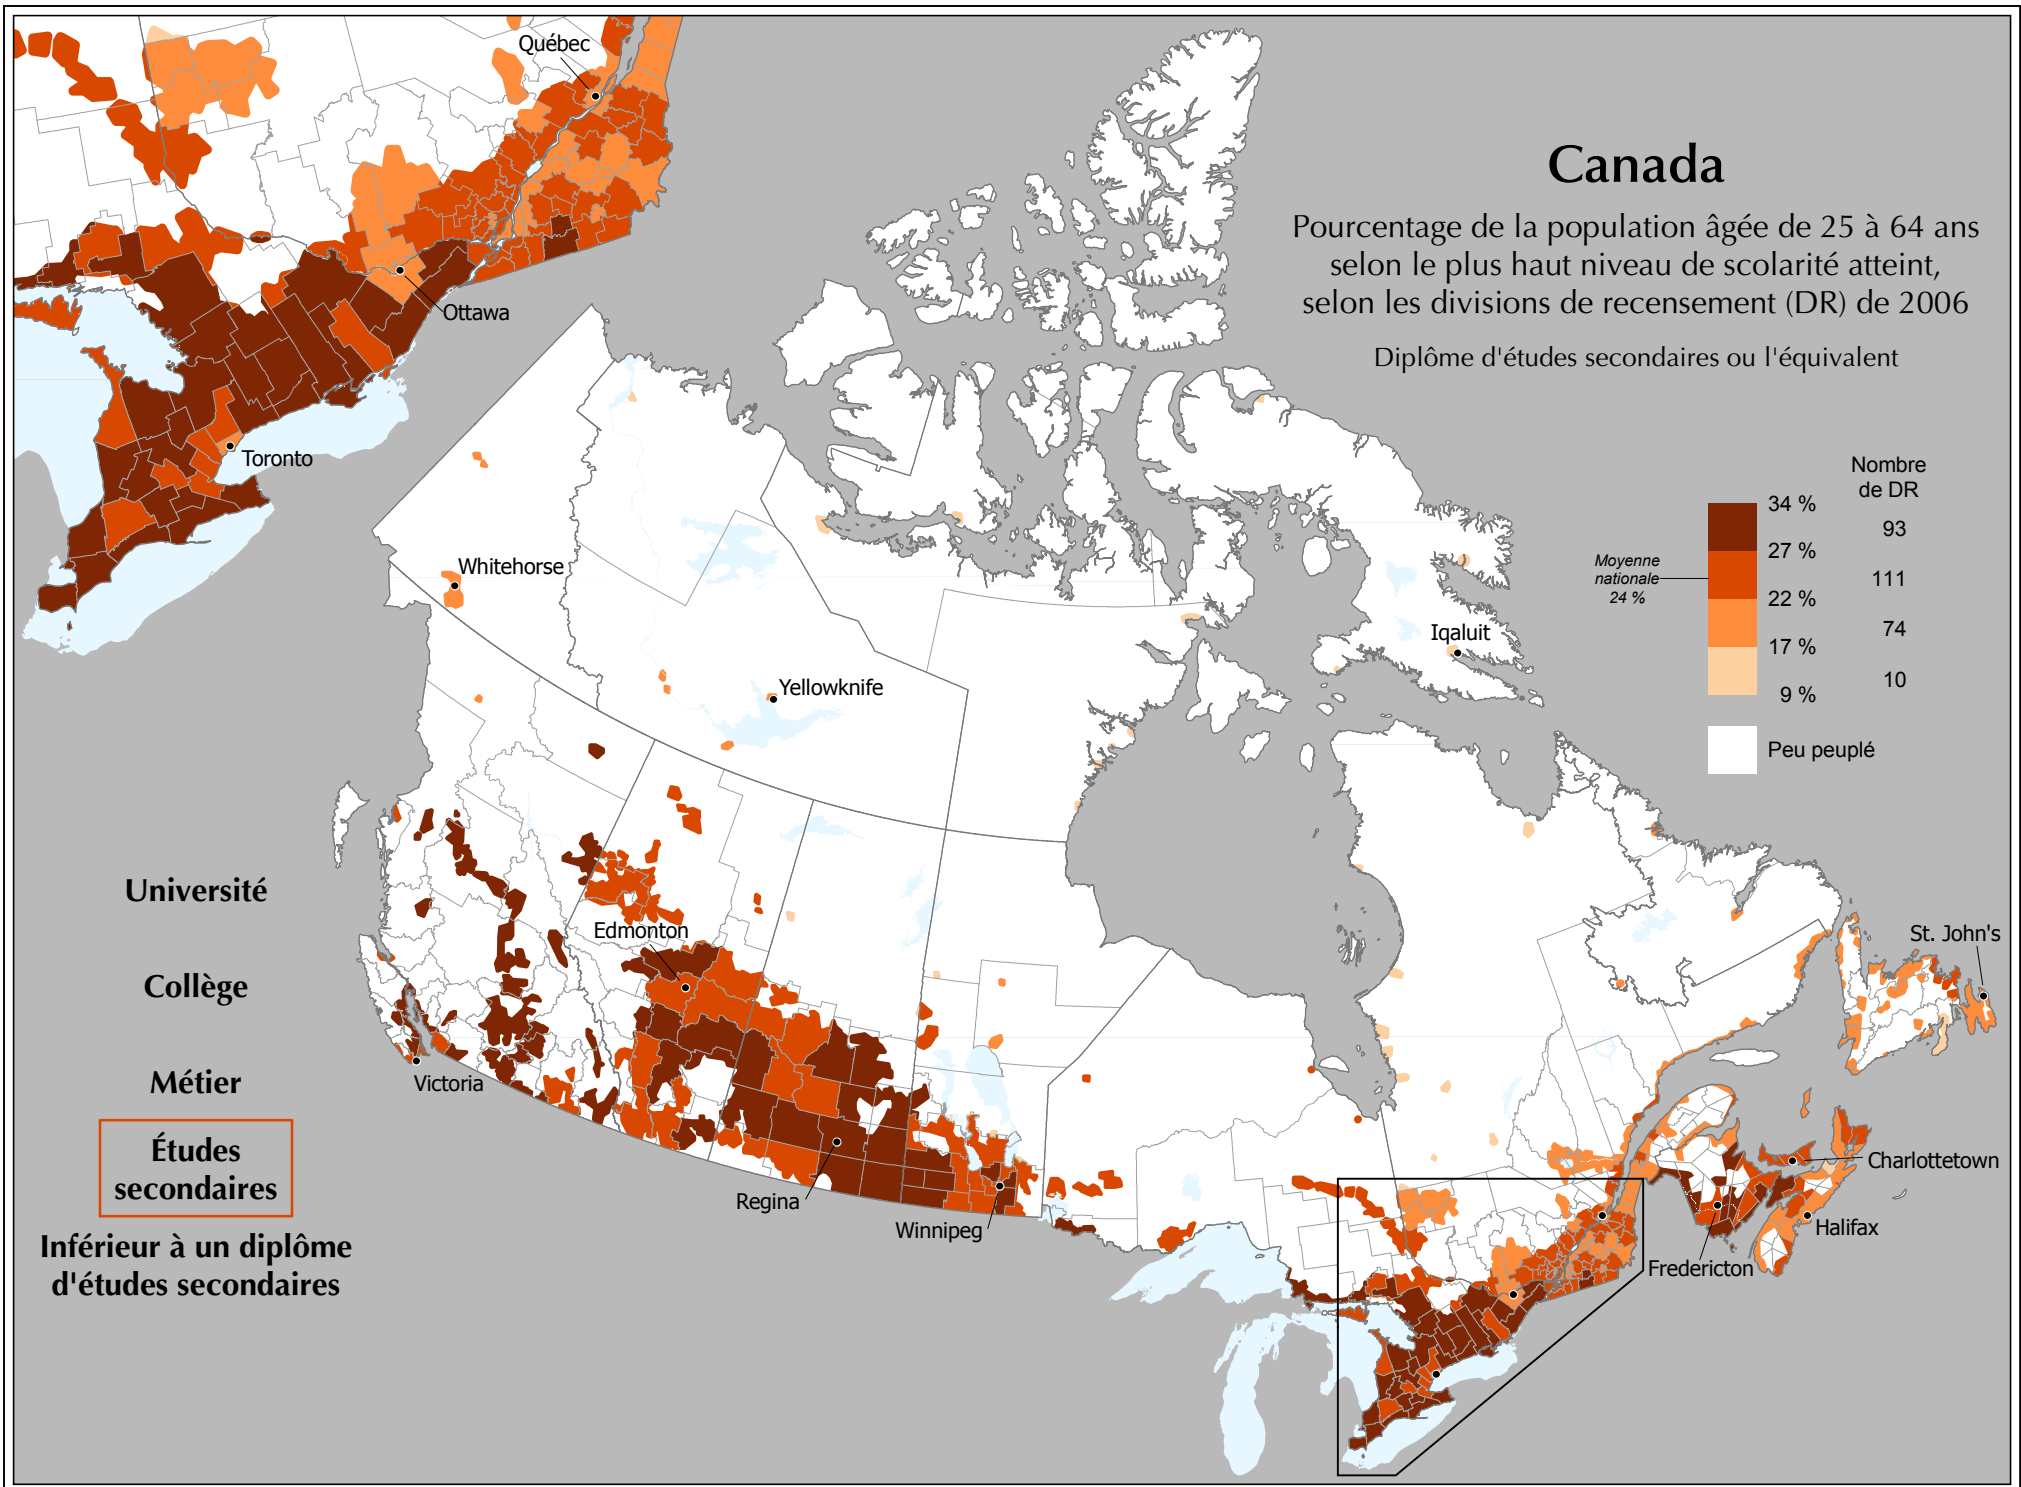 Canada
Pourcentage de la population âgée de 25 à 64 ans
selon le plus haut niveau de scolarité atteint,
selon les divisions de recensement (DR) de 2006
Diplôme d'études secondaires ou l'équivalent
Nombre
de DR
34 %
93
27 %
Moyenne
nationale
24 %
111
22 %
74
17 %
10
9 %
Peu peuplé
Québec
Ottawa
Toronto
Whitehorse
Yellowknife
Iqaluit
Edmonton
Victoria
Regina
Winnipeg
St. John's
Charlottetown
Halifax
Fredericton
Université
Collège
Métier
Études
secondaires
Inférieur à un diplôme
d'études secondaires